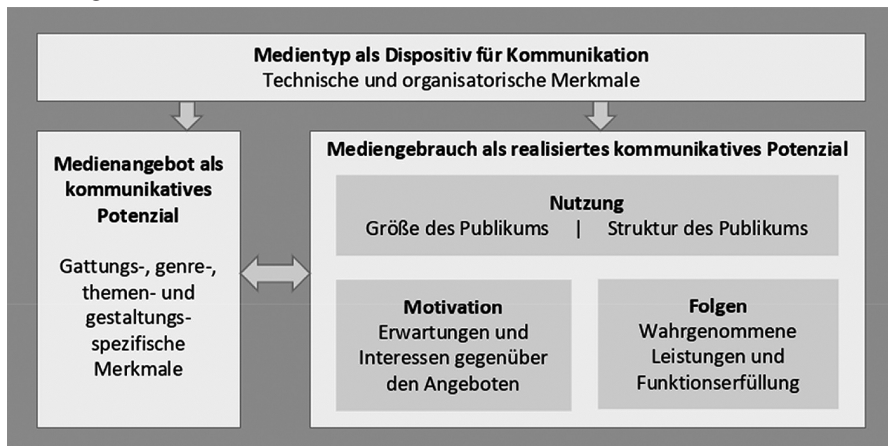 Medientyp als Dispositiv für Kommunikation
Technische und organisatorische Merkmale
Medienangebot als
kommunikatives
Potenzial
Gattungs-, genre-,
themen- und
gestaltungs-
spezifische
Merkmale
Mediengebrauch als realisiertes kommunikatives Potenzial
Nutzung
Größe des Publikums | Struktur des Publikums
Motivation
Erwartungen und
Interessen gegenüber
den Angeboten
Folgen
Wahrgenommene
Leistungen und
Funktionserfüllung